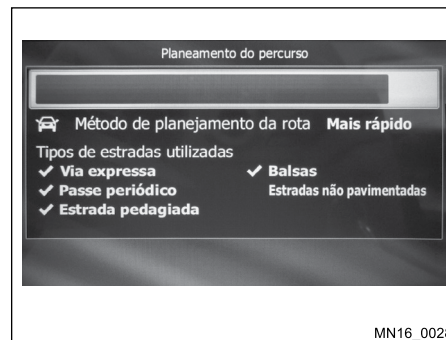 Planeamento do percurso
Método de planejamento da rota Mais rápido
Tipos de estradas utilizadas
Via expressa
Balsas
Passe periódico
Estradas não pavimentadas
Estrada pedagiada
MN16_0028